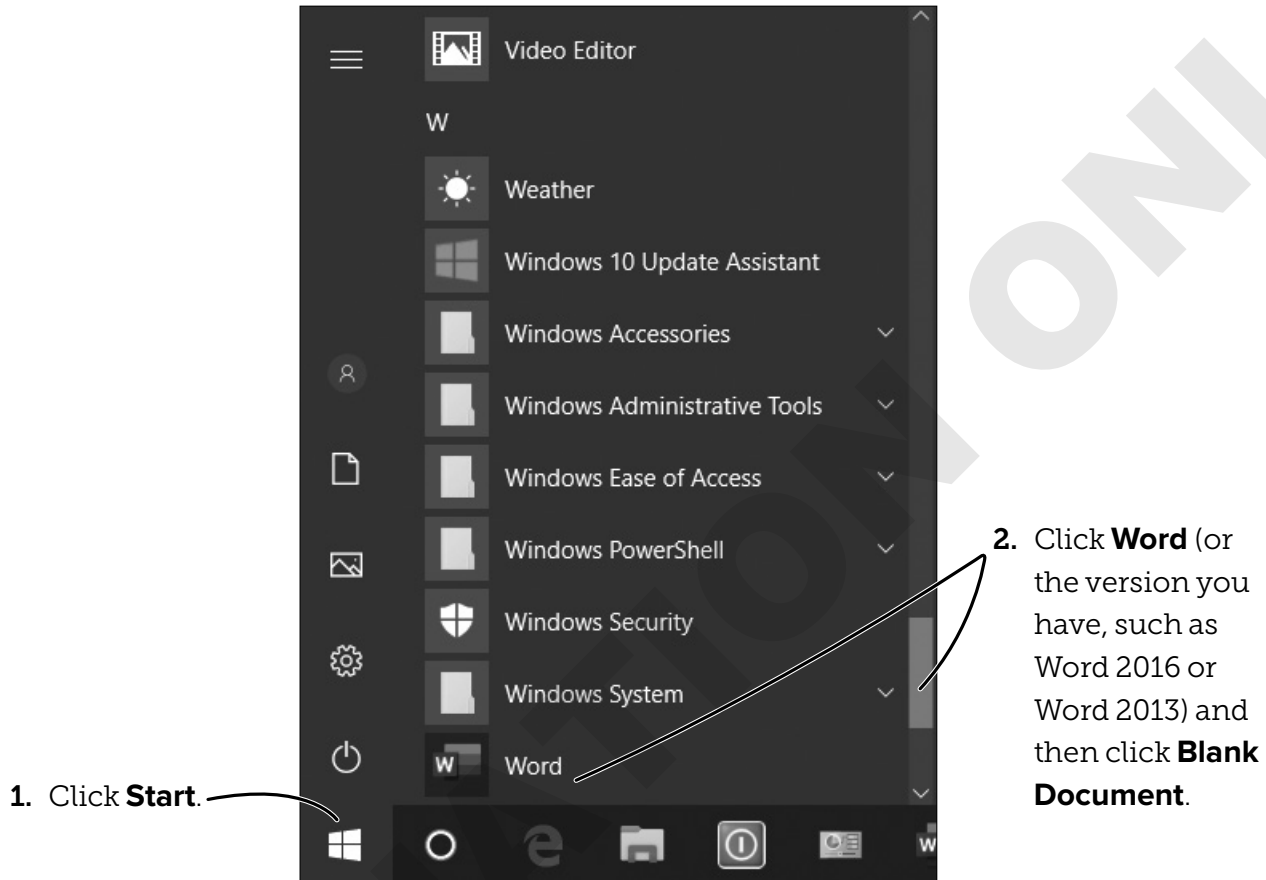 Video Editor
W
Weather
Windows 10 Update Assistant
Windows Accessories
Windows Administrative Tools
Windows Ease of Access
Windows PowerShell
Windows Security
Windows System
W Word
W
1. Click Start.
2. Click Word (or
the version you
have, such as
Word 2016 or
Word 2013) and
then click Blank
Document.
ATION ONL